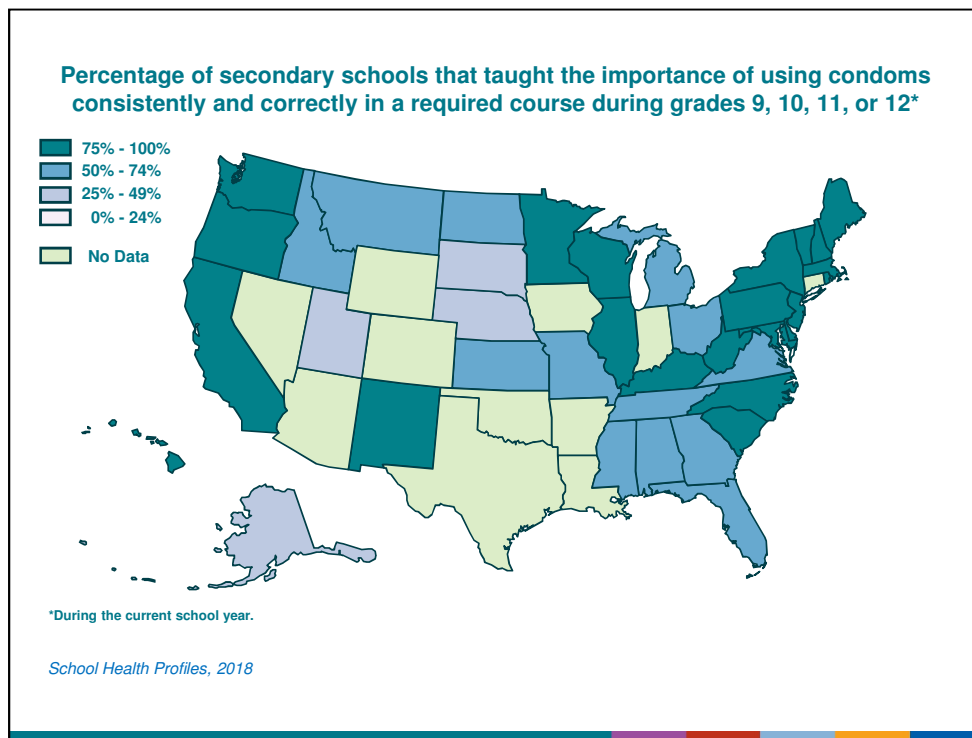 Percentage of secondary schools that taught the importance of using condoms
consistently and correctly in a required course during grades 9, 10, 11, or 12*
75% - 100%
50% - 74%
25% - 49%
0% - 24%
No Data
*During the current school year.
School Health Profiles, 2018